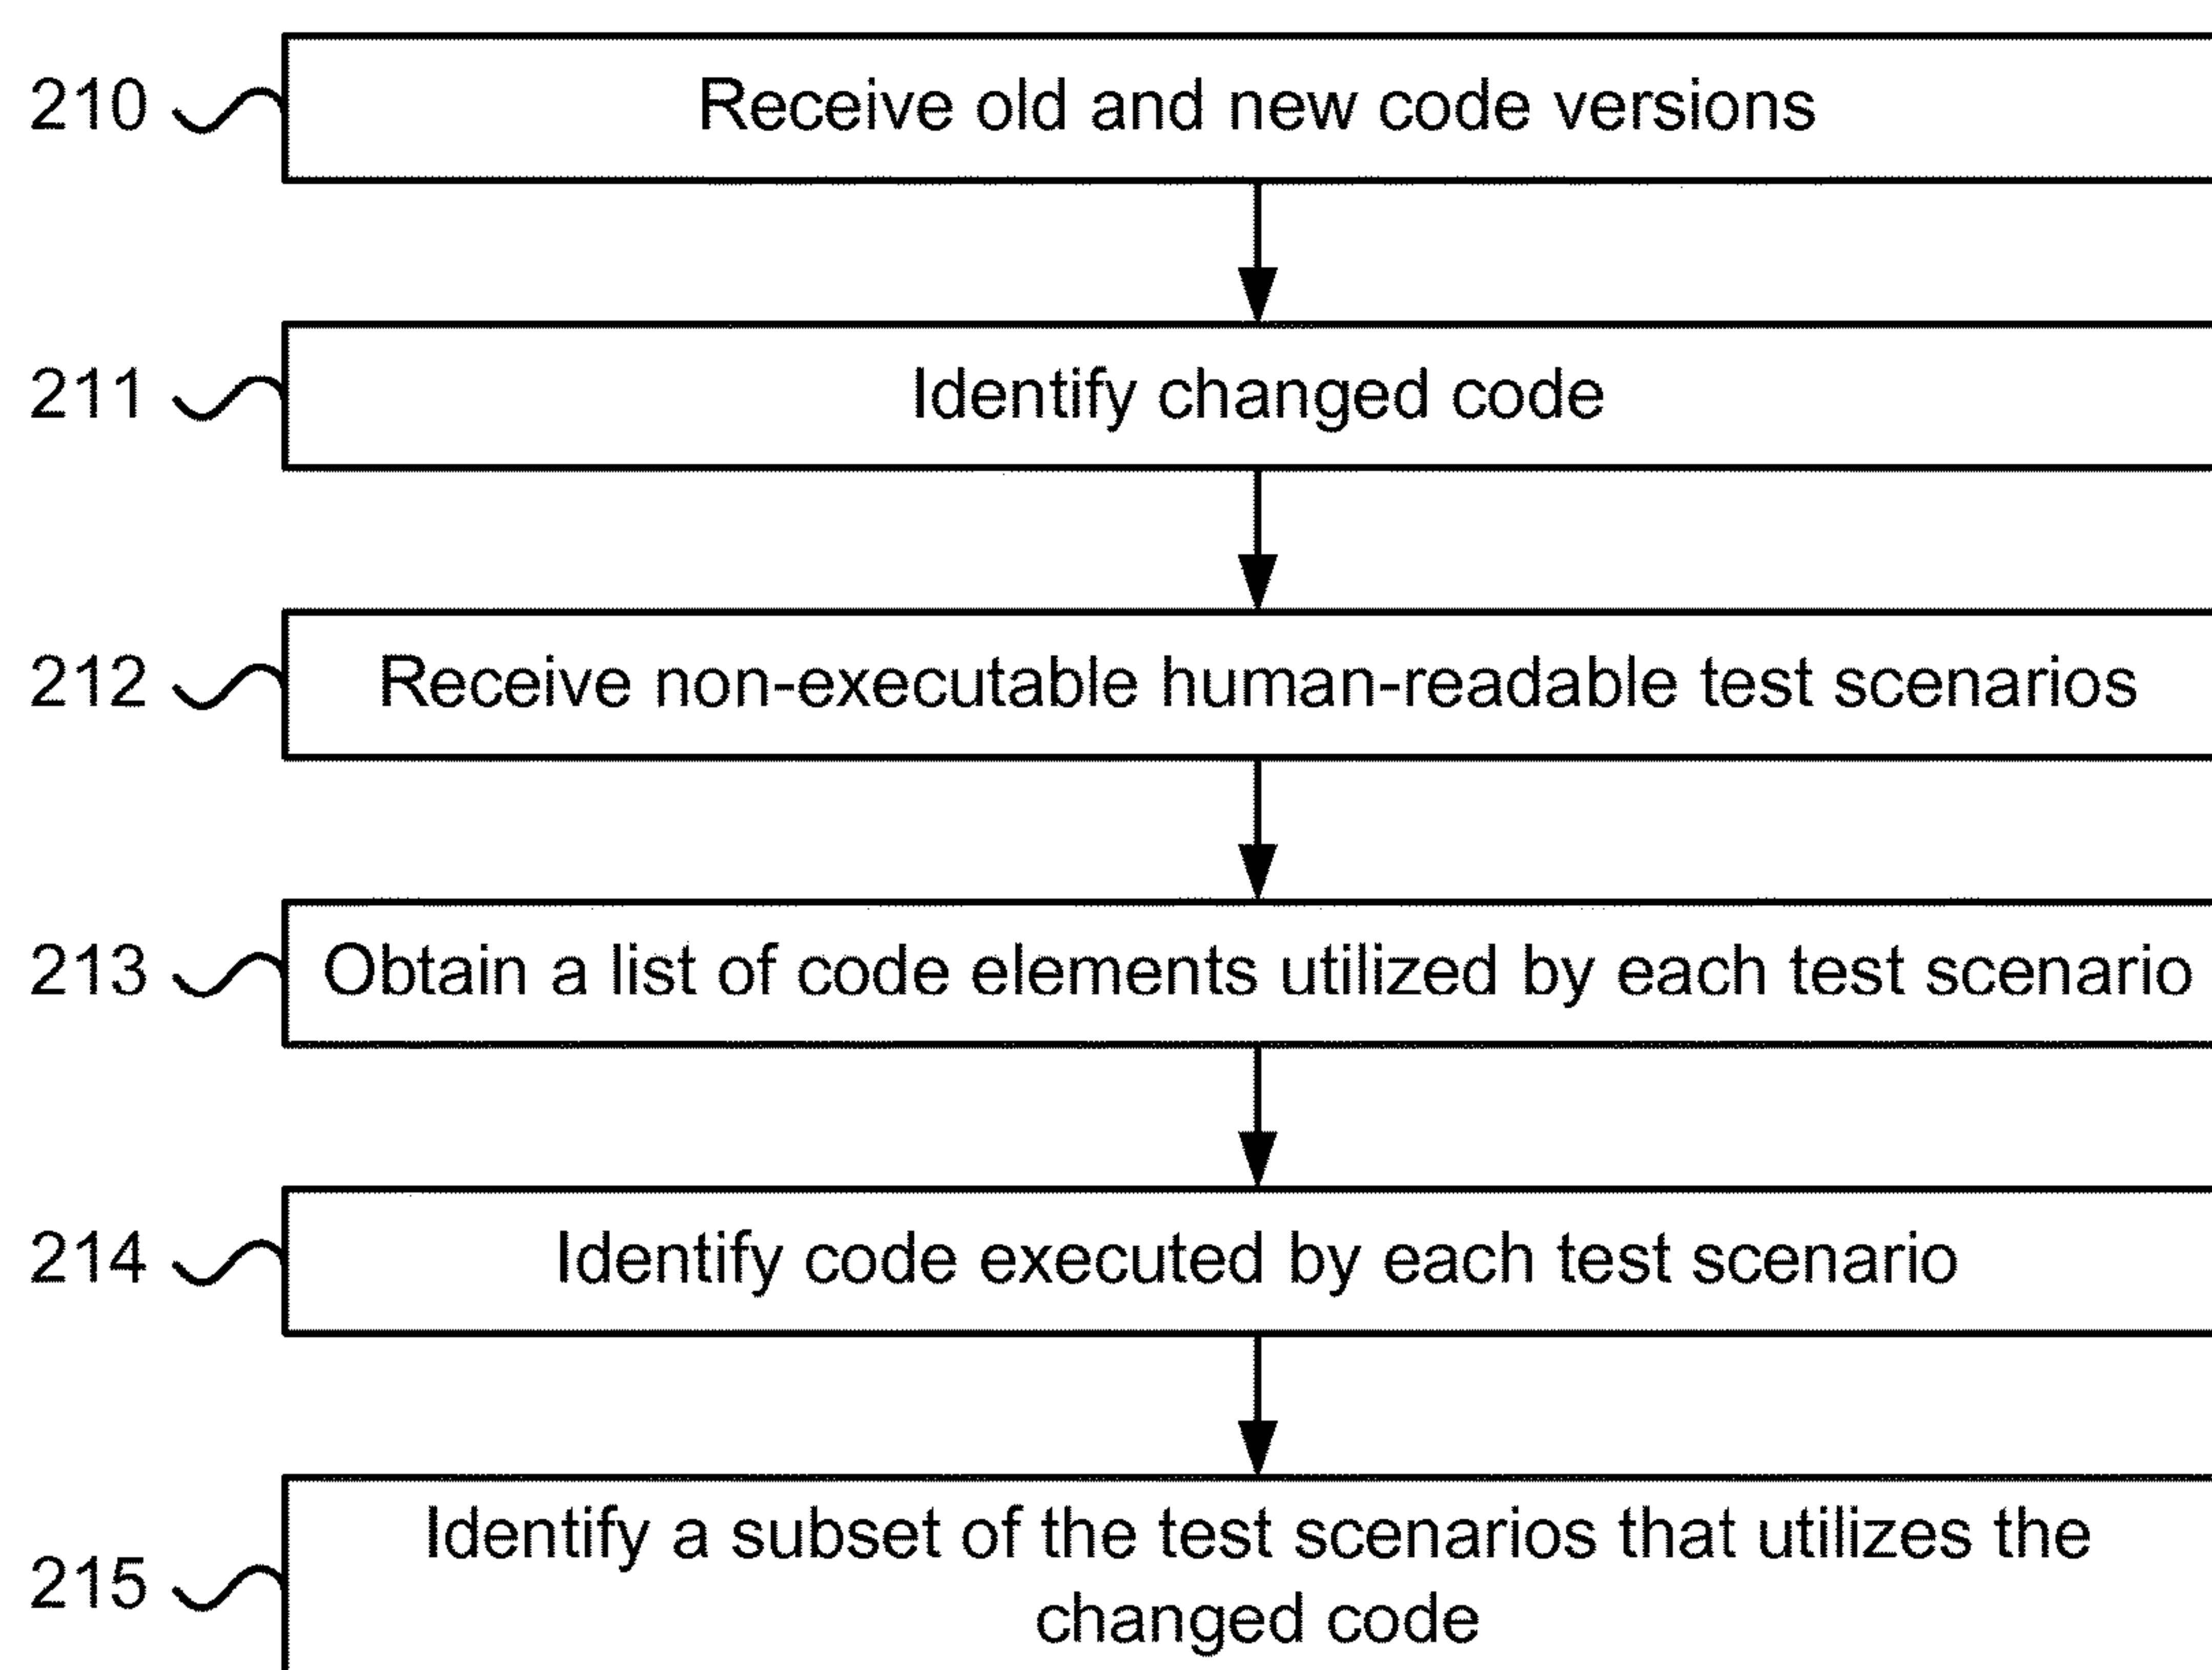 210 Receive old and new code versions
211 Identify changed code
212 Receive non-executable human-readable test scenarios
213 Obtain a list of code elements utilized by each test scenario
214 Identify code executed by each test scenario
215 Identify a subset of the test scenarios that utilizes the
changed code